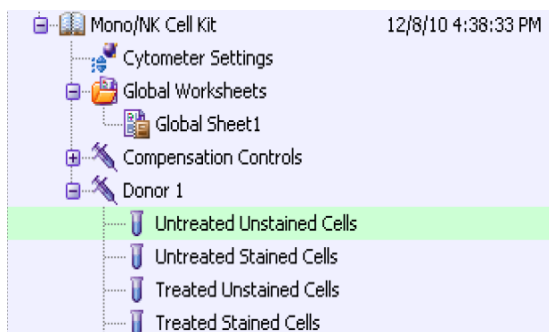 Mono/NK Cell Kit 12/8/10 4:38:33 PM
Cytometer Settings
Global Worksheets
Global Sheet1
Compensation Controls
Donor 1
Untreated Unstained Cells
Untreated Stained Cells
Treated Unstained Cells
Treated Stained Cells